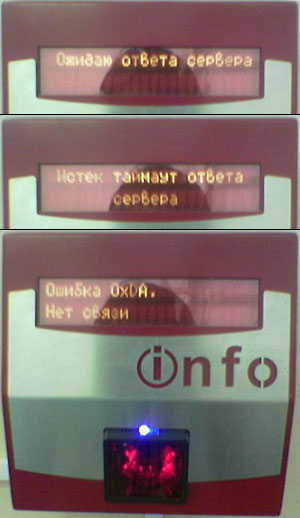 Ожидаю ответа сервера
Истек таймаут ответа
сервера
Ошибка 0xDA.
Нет связи
info